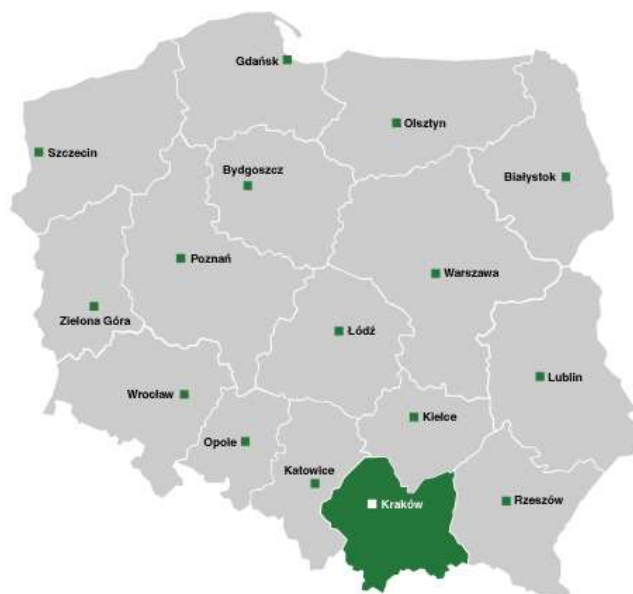 Gdańsk
Olsztyn
Szczecin
Bydgoszcz
Białystok
Poznań
Warszawa
Zielona Góra
Łódź
Lublin
Wrocław
Kielce
Opole
Katowice
Kraków
Rzeszów